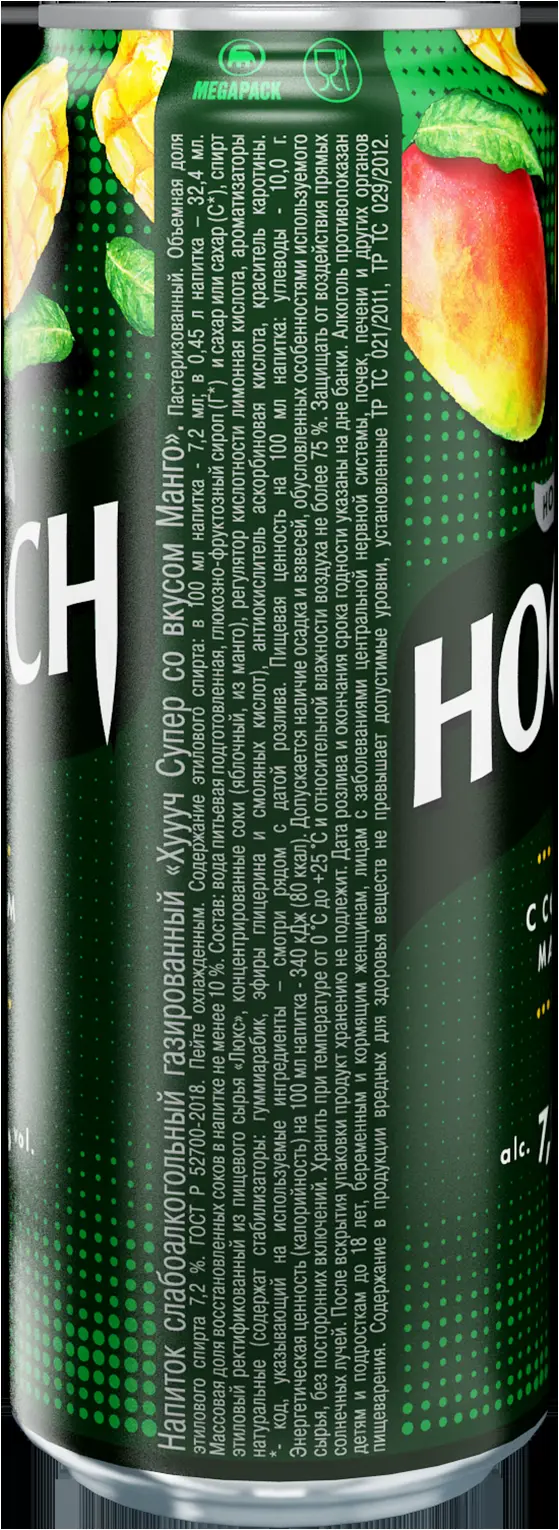 MEGAPACK
Напиток слабоалкогольный газированный «Хуууч Супер со вкусом Манго». Пастеризованный. Объемная доля
этилового спирта 7,2 %. ГОСТ Р 52700-2018. Пейте охлажденным. Содержание этилового спирта: в 100 мл напитка - 7,2 мл; в 0,45 л напитка – 32,4 мл.
Массовая доля восстановленных соков в напитке не менее 10 %. Состав: вода питьевая подготовленная, глюкозно-фруктозный сироп (Г*) и сахар или сахар (С*), спирт
этиловый ректификованный из пищевого сырья «Люкс», концентрированные соки (яблочный, из манго), регулятор кислотности лимонная кислота, ароматизаторы
натуральные (содержат стабилизаторы: гуммиарабик, эфиры глицерина и смоляных кислот), антиокислитель аскорбиновая кислота, краситель каротины.
*- код, указывающий на используемые ингредиенты – смотри рядом с датой розлива. Пищевая ценность на 100 мл напитка: углеводы - 10,0 г.
Энергетическая ценность (калорийность) на 100 мл напитка - 340 кДж (80 ккал). Допускается наличие осадка и взвесей, обусловленных особенностями используемого
сырья, без посторонних включений. Хранить при температуре от 0 °С до +25 °С и относительной влажности воздуха не более 75 %. Защищать от воздействия прямых
солнечных лучей. После вскрытия упаковки продукт хранению не подлежит. Дата розлива и окончания срока годности указаны на дне банки. Алкоголь противопоказан
детям и подросткам до 18 лет, беременным и кормящим женщинам, лицам с заболеваниями центральной нервной системы, почек, печени и других органов
пищеварения. Содержание в продукции вредных для здоровья веществ не превышает допустимые уровни, установленные ТР ТС 021/2011, ТР ТС 029/2012.
CH
vol.
HO
С СО
МА
alc. 7,